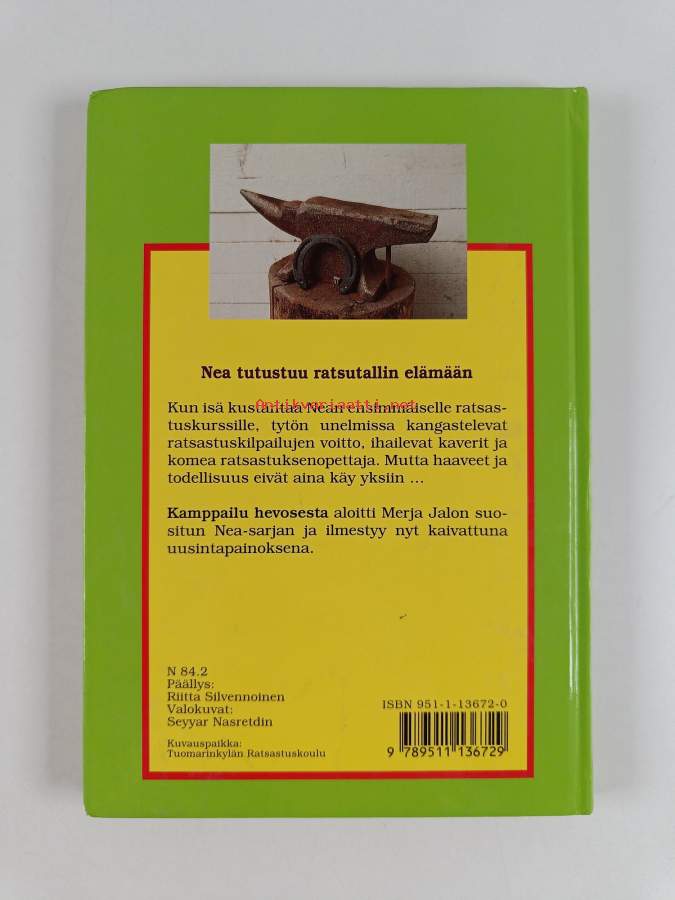 Nea tutustuu ratsutallin elämään
Antikvariaatti.net
Kun isä kustantaa Nean ensimmäiselle ratsas-
tuskurssille, tytön unelmissa kangastelevat
ratsastuskilpailujen voitto, ihailevat kaverit ja
komea ratsastuksenopettaja. Mutta haaveet ja
todellisuus eivät aina käy yksiin ...
Kamppailu hevosesta aloitti Merja Jalon suo-
situn Nea-sarjan ja ilmestyy nyt kaivattuna
uusintapainoksena.
N 84.2
Päällys:
Riitta Silvennoinen
Valokuvat:
Seyyar Nasretdin
Kuvauspaikka:
Tuomarinkylän Ratsastuskoulu
ISBN 951-1-13672-0
9 789511 136729